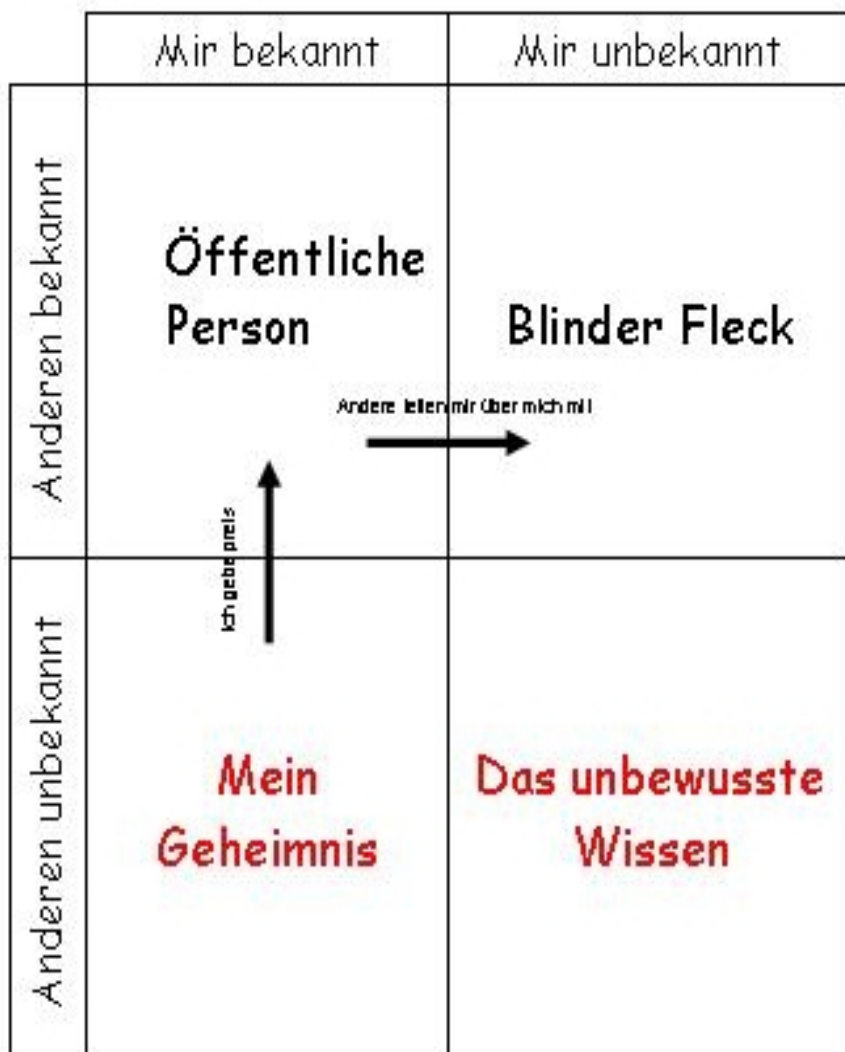 Mir bekannt
Mir unbekannt
Anderen bekannt
Öffentliche
Person
Blinder Fleck
Andere teilen mir über mich mit
Ich gebe preis
Anderen unbekannt
Mein
Geheimnis
Das unbewusste
Wissen